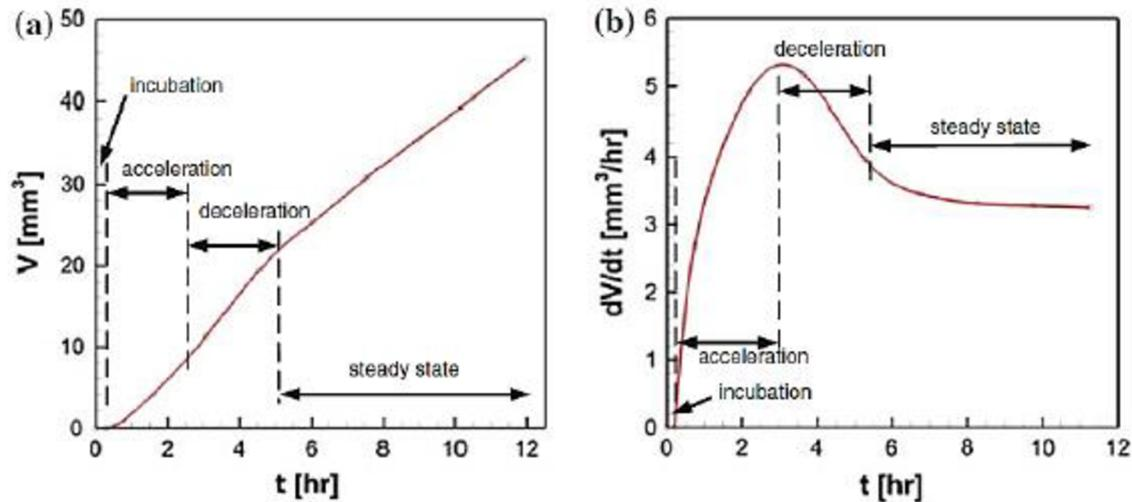 (a)
50
40
30
20
10
0
V [mm³]
incubation
acceleration
deceleration
steady state
0 2 4 6 8 10 12
t [hr]
(b)
6
5
4
3
2
1
0
dV/dt [mm³/hr]
deceleration
steady state
acceleration
incubation
0 2 4 6 8 10 12
t [hr]